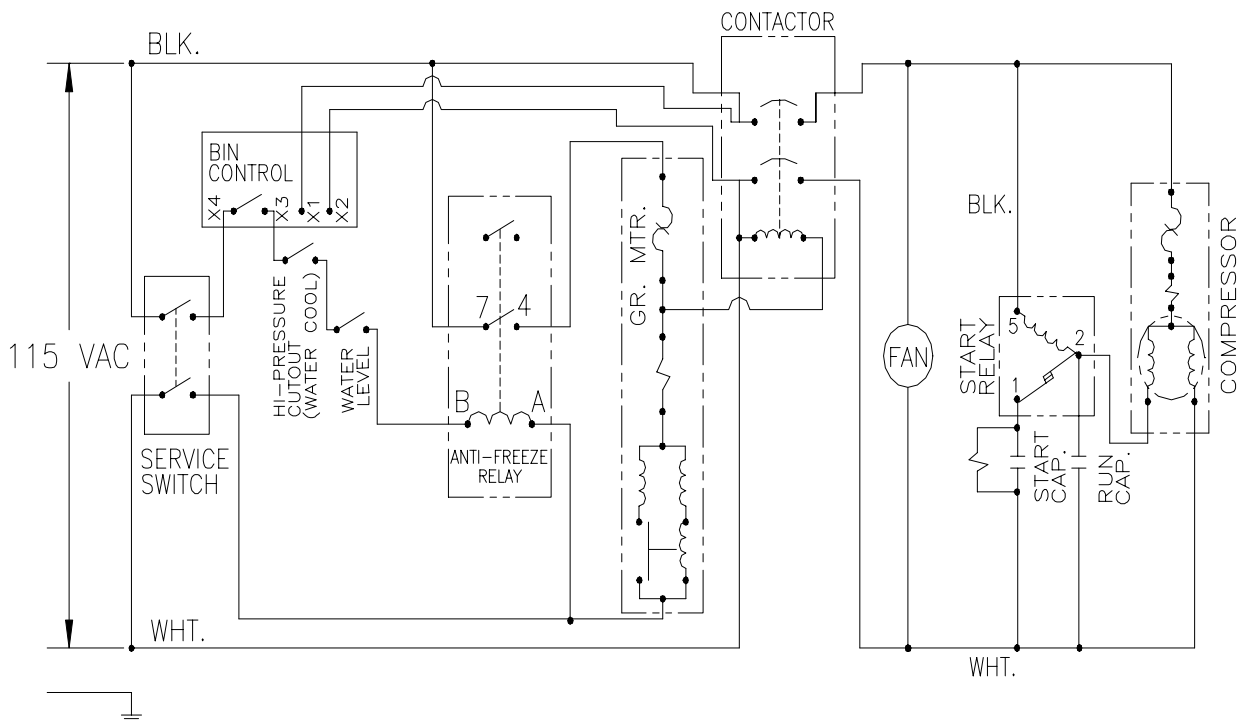 CONTACTOR
BLK.
BIN
CONTROL
X4
X3
X1
X2
GR. MTR.
BLK.
COMPRESSOR
HI-PRESSURE
CUTOUT
(WATER COOL)
WATER
LEVEL
7 4
START
RELAY
5
2
1
115 VAC
FAN
B A
ANTI-FREEZE
RELAY
SERVICE
SWITCH
START
CAP.
RUN
CAP.
WHT.
WHT.